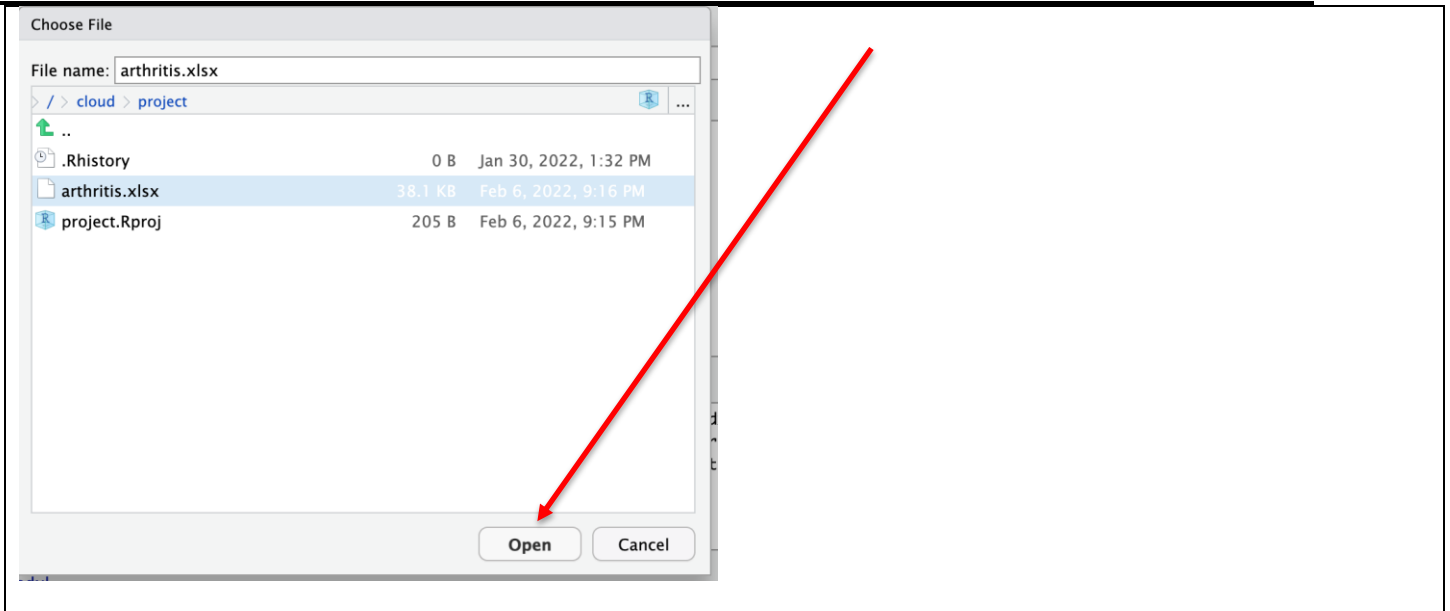 Choose File
File name: arthritis.xlsx
/ > cloud > project R ...
..
.Rhistory 0 B Jan 30, 2022, 1:32 PM
arthritis.xlsx 38.1 KB Feb 6, 2022, 9:16 PM
project.Rproj 205 B Feb 6, 2022, 9:15 PM
Open Cancel